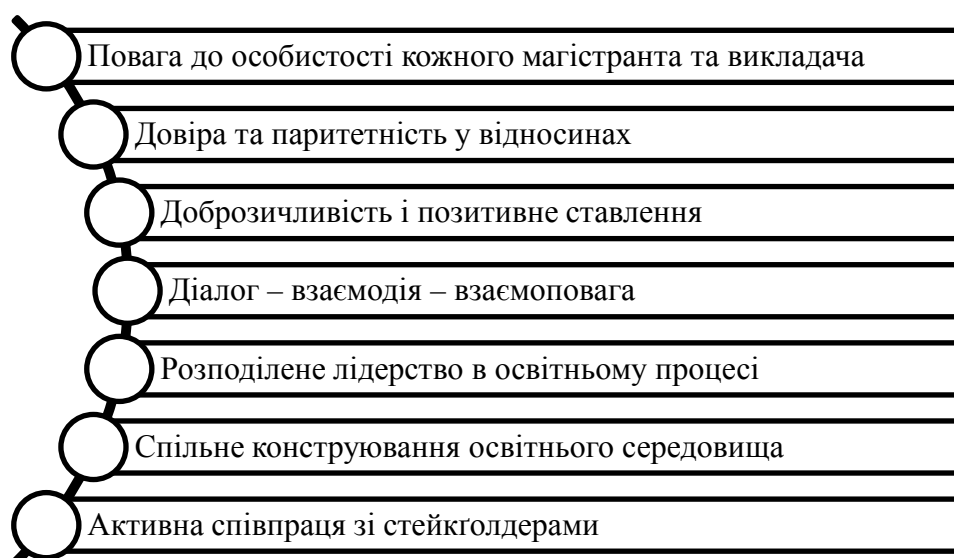 Повага до особистості кожного магістранта та викладача
Довіра та паритетність у відносинах
Доброзичливість і позитивне ставлення
Діалог – взаємодія – взаємоповага
Розподілене лідерство в освітньому процесі
Спільне конструювання освітнього середовища
Активна співпраця зі стейкґолдерами